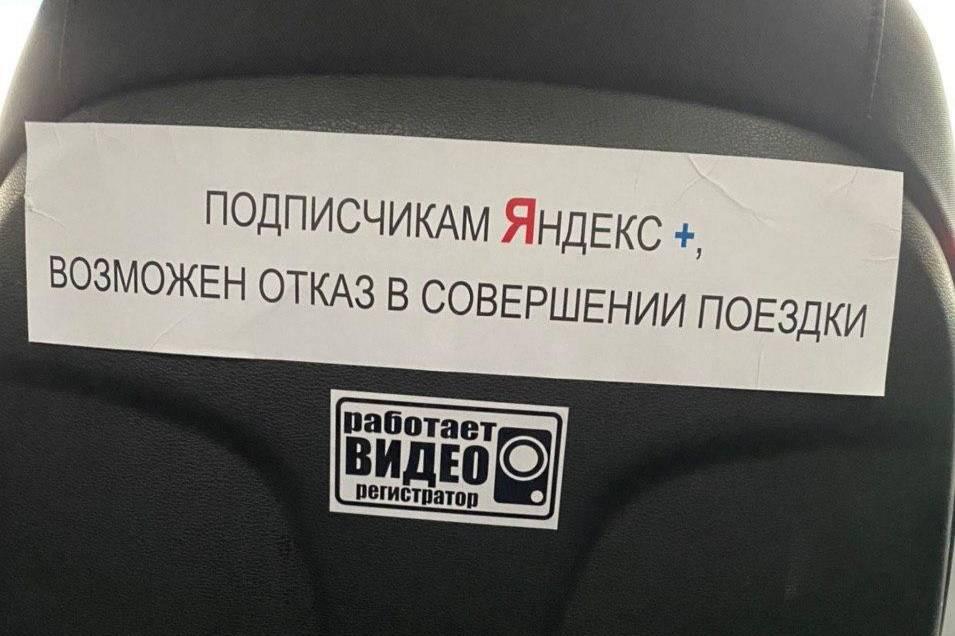 ПОДПИСЧИКАМ ЯНДЕКС +,
ВОЗМОЖЕН ОТКАЗ В СОВЕРШЕНИИ ПОЕЗДКИ
работает
ВИДЕО
регистратор